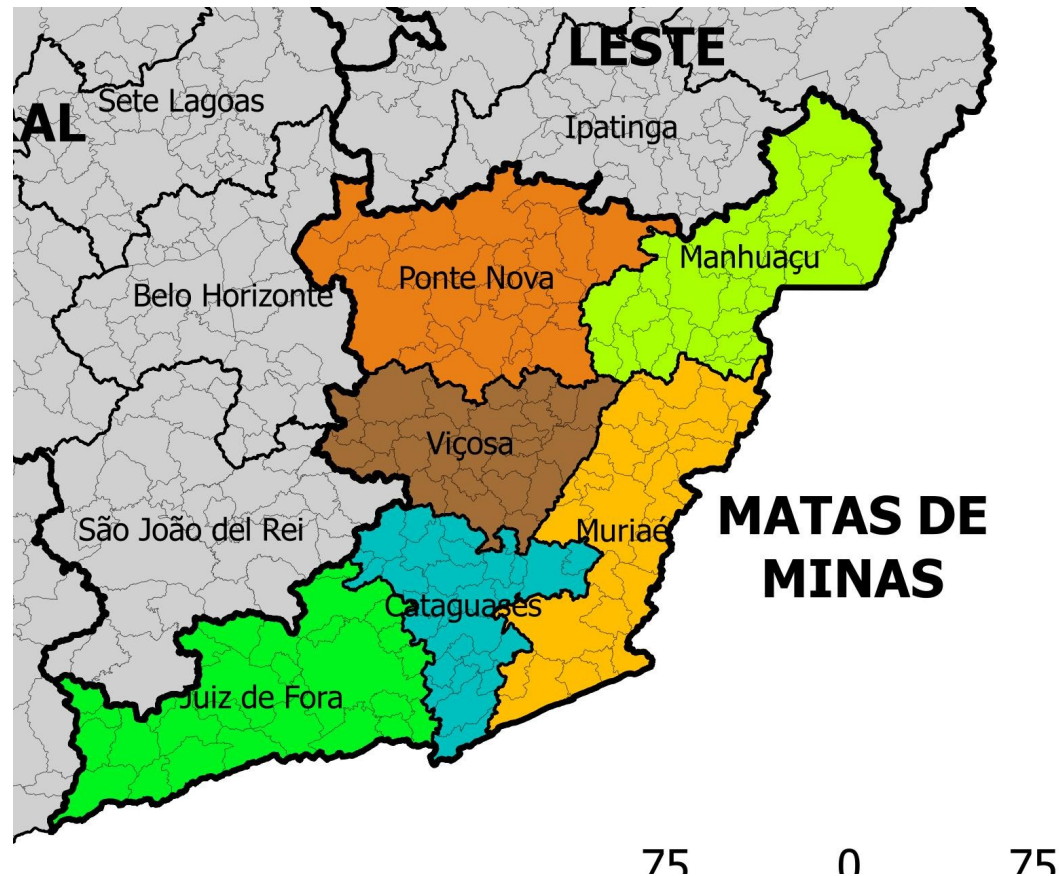 LESTE
Sete Lagoas
AL
Ipatinga
Manhuaçu
Ponte Nova
Belo Horizonte
Viçosa
MATAS DE
MINAS
São João del Rei
Muriaé
Cataguases
Juiz de Fora
75 0 75